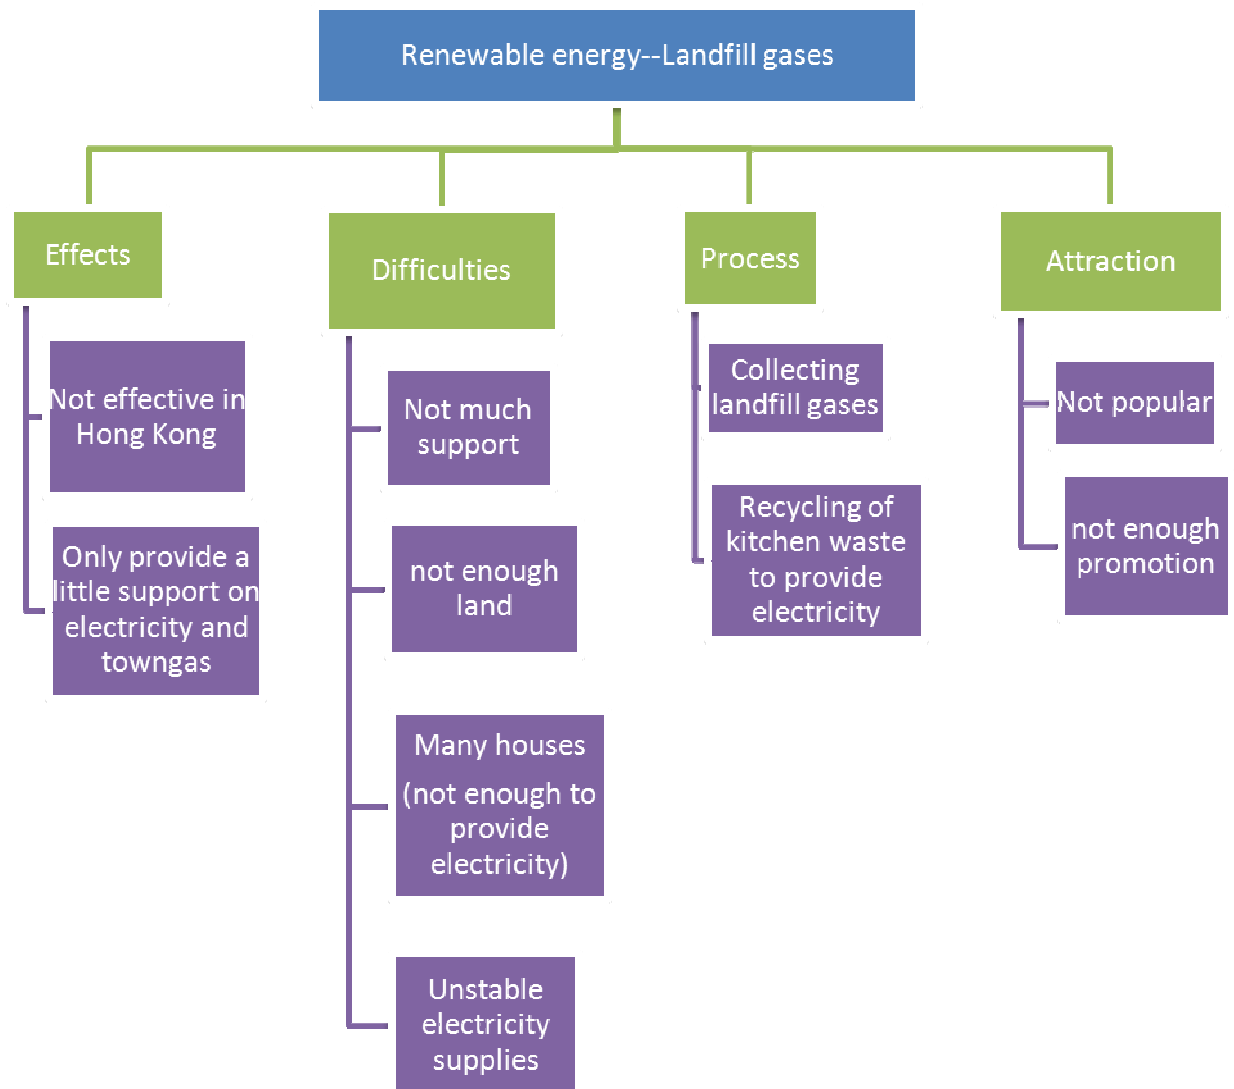 Renewable energy--Landfill gases
Effects
Not effective in
Hong Kong
Only provide a
little support on
electricity and
towngas
Difficulties
Not much
support
not enough
land
Many houses
(not enough to
provide
electricity)
Unstable
electricity
supplies
Process
Collecting
landfill gases
Recycling of
kitchen waste
to provide
electricity
Attraction
Not popular
not enough
promotion